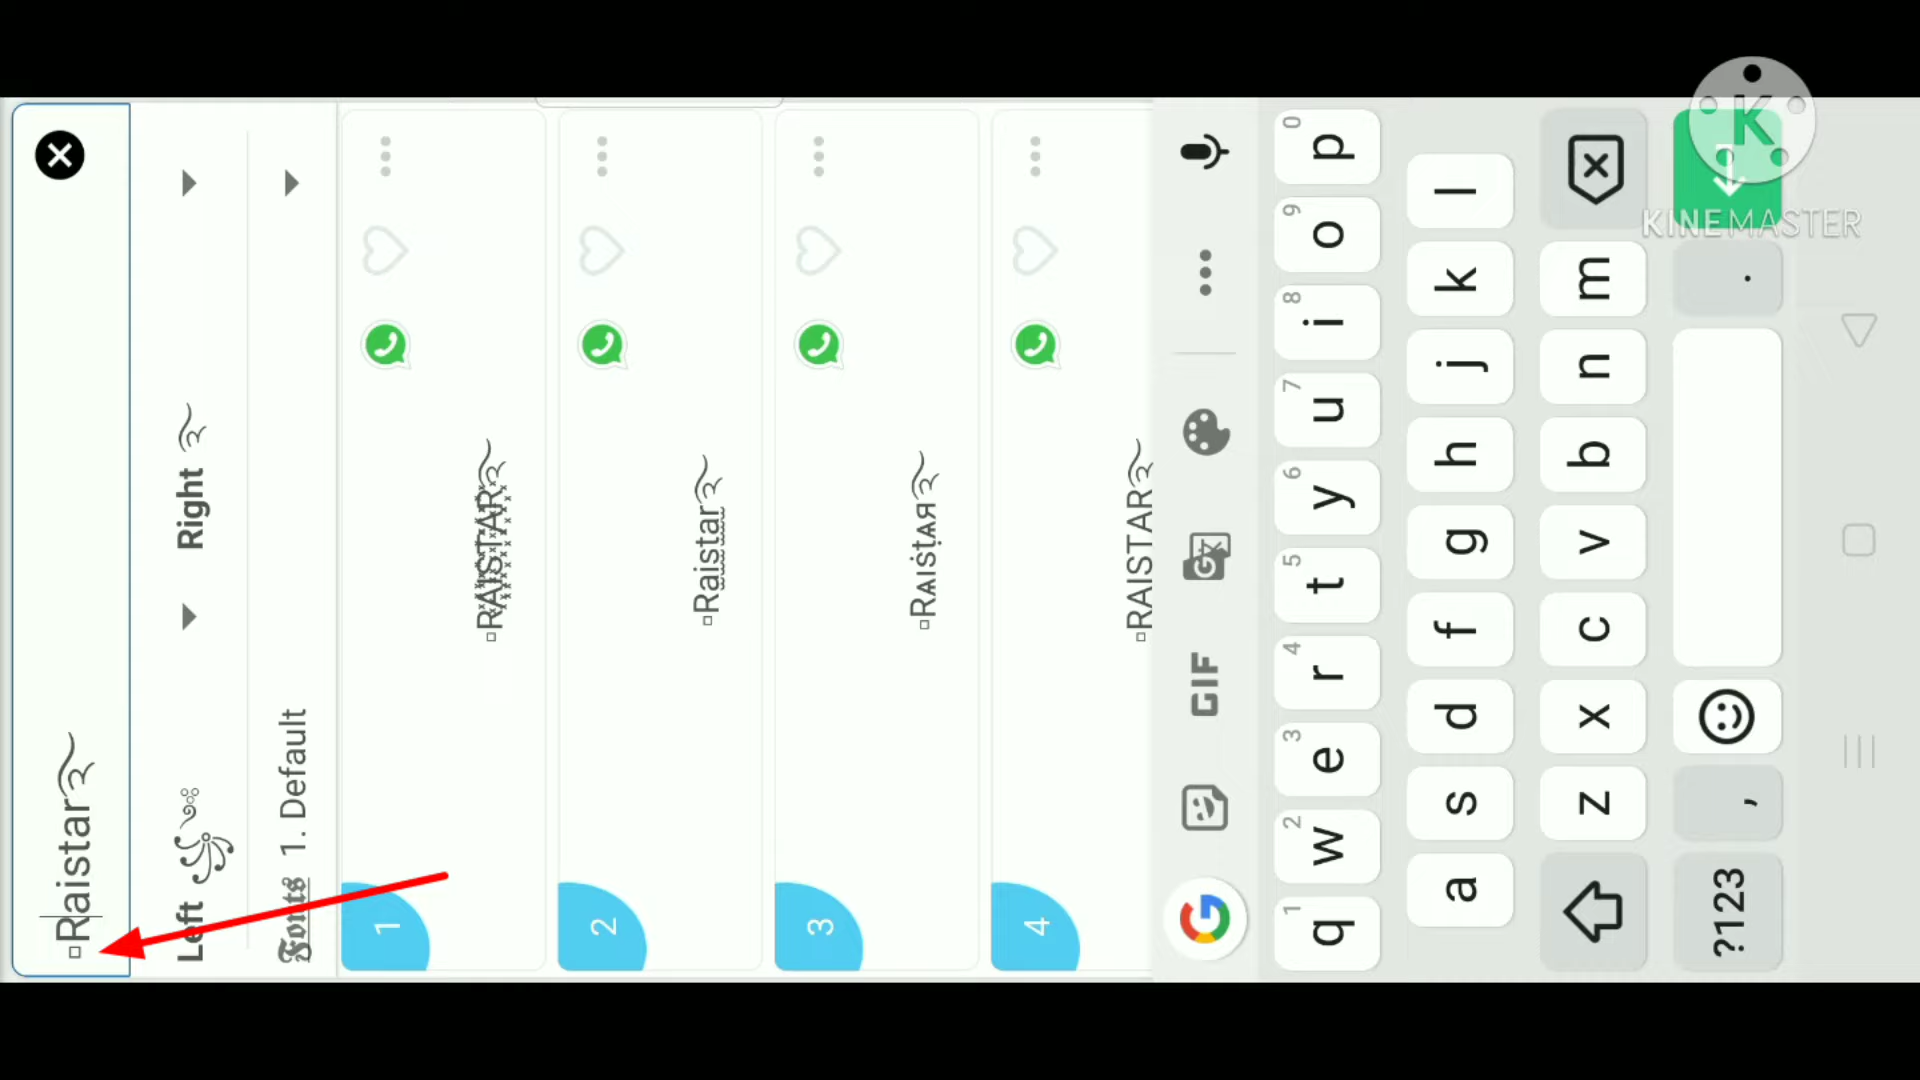 ▫Raistar࿐
Left ꧁༺ Right ࿐
𝕱𝖔𝖓𝖙𝖘 1. Default
1
▫RAISTAR࿐
2
▫Raistar࿐
3
▫RᴀιṡṭᴀЯ࿐
4
▫RAISTAR࿐
GIF
q 1 w 2 e 3 r 4 t 5 y 6 u 7 i 8 o 9 p 0
a s d f g h j k l
z x c v b n m
?123 , .
K
KINEMASTER